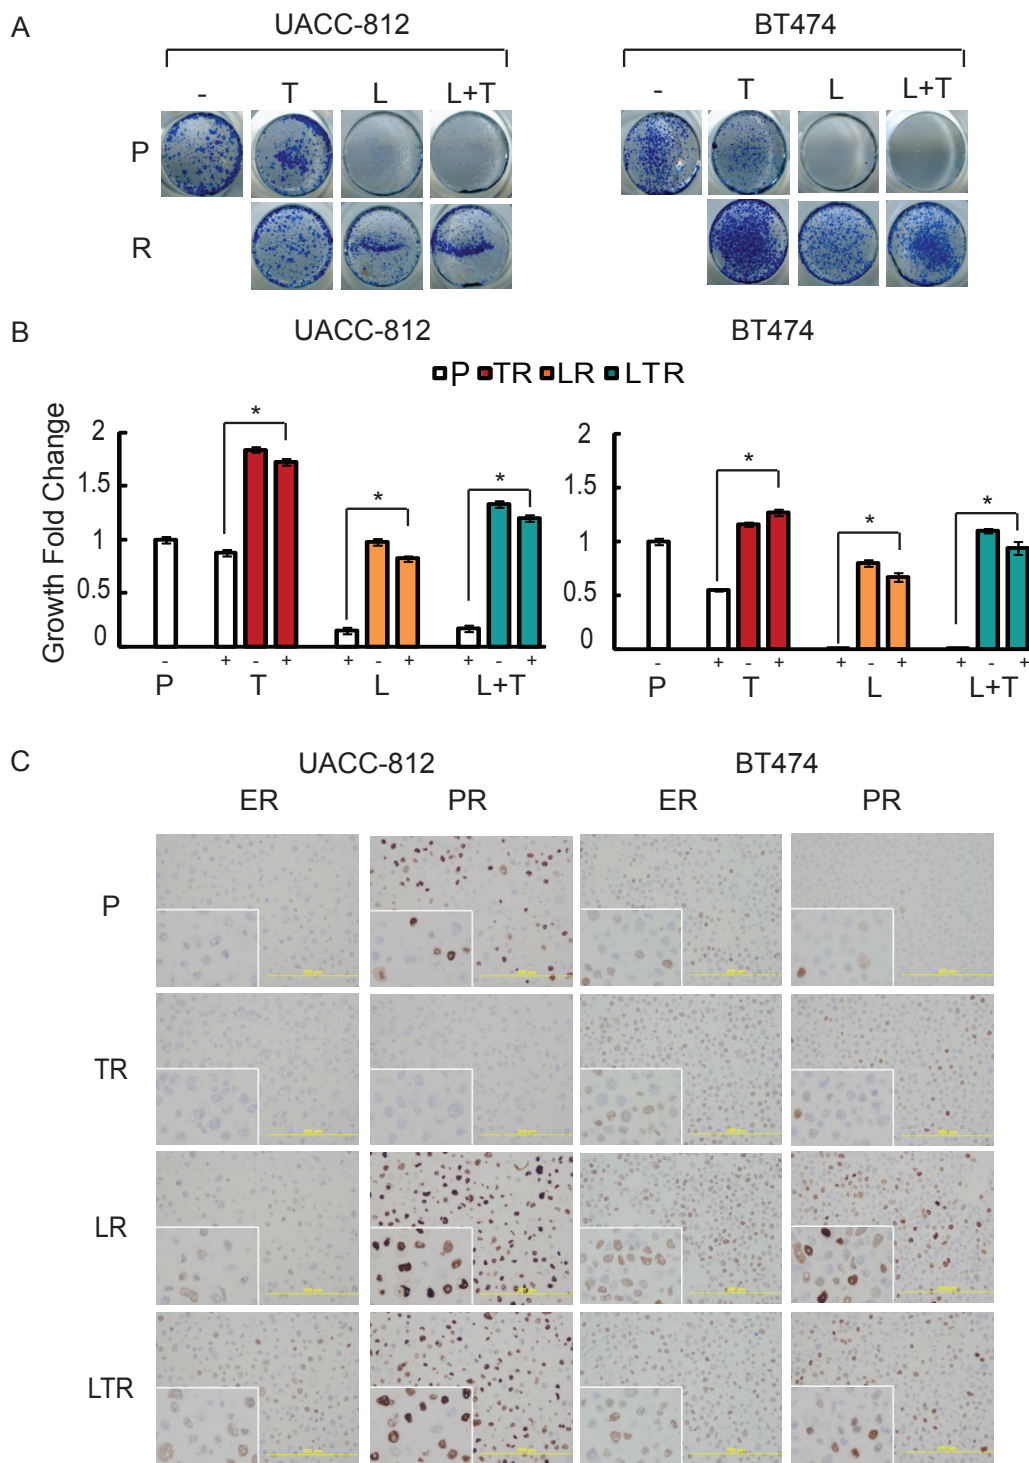 A
UACC-812 BT474
- T L L+T - T L L+T
P
R
B
UACC-812 BT474
P TR LR LTR
Growth Fold Change
2
1.5
1
0.5
0
2
1.5
1
0.5
0
* * * * * *
- + - + + - + + - + - + - + + - + + - +
P T L L+T P T L L+T
C
UACC-812 BT474
ER PR ER PR
P
TR
LR
LTR